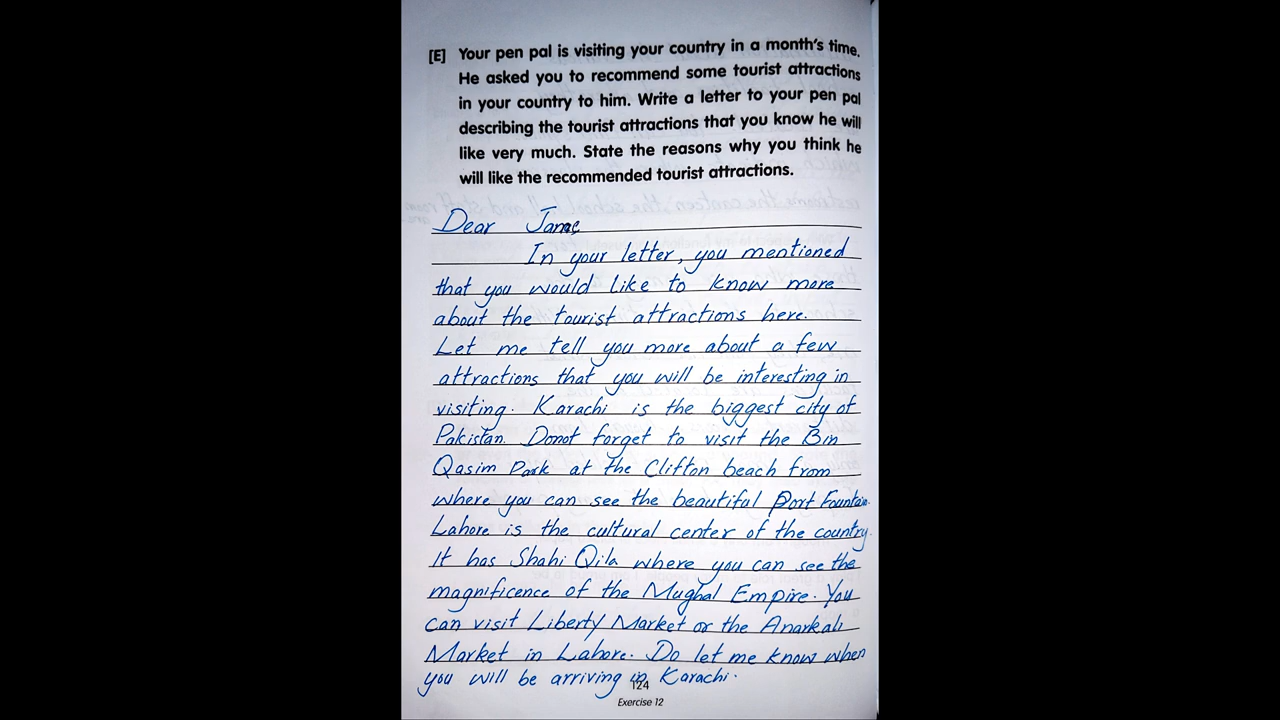 [E] Your pen pal is visiting your country in a month's time.
He asked you to recommend some tourist attractions
in your country to him. Write a letter to your pen pal
describing the tourist attractions that you know he will
like very much. State the reasons why you think he
will like the recommended tourist attractions.
Dear James,
In your letter, you mentioned
that you would like to know more
about the tourist attractions here.
Let me tell you more about a few
attractions that you will be interesting in
visiting. Karachi is the biggest city of
Pakistan. Donot forget to visit the Bin
Qasim Park at the Clifton beach from
where you can see the beautiful Port Fountain.
Lahore is the cultural center of the country.
It has Shahi Qila where you can see the
magnificence of the Mughal Empire. You
can visit Liberty Market or the Anarkali
Market in Lahore. Do let me know when
you will be arriving in Karachi.
124
Exercise 12